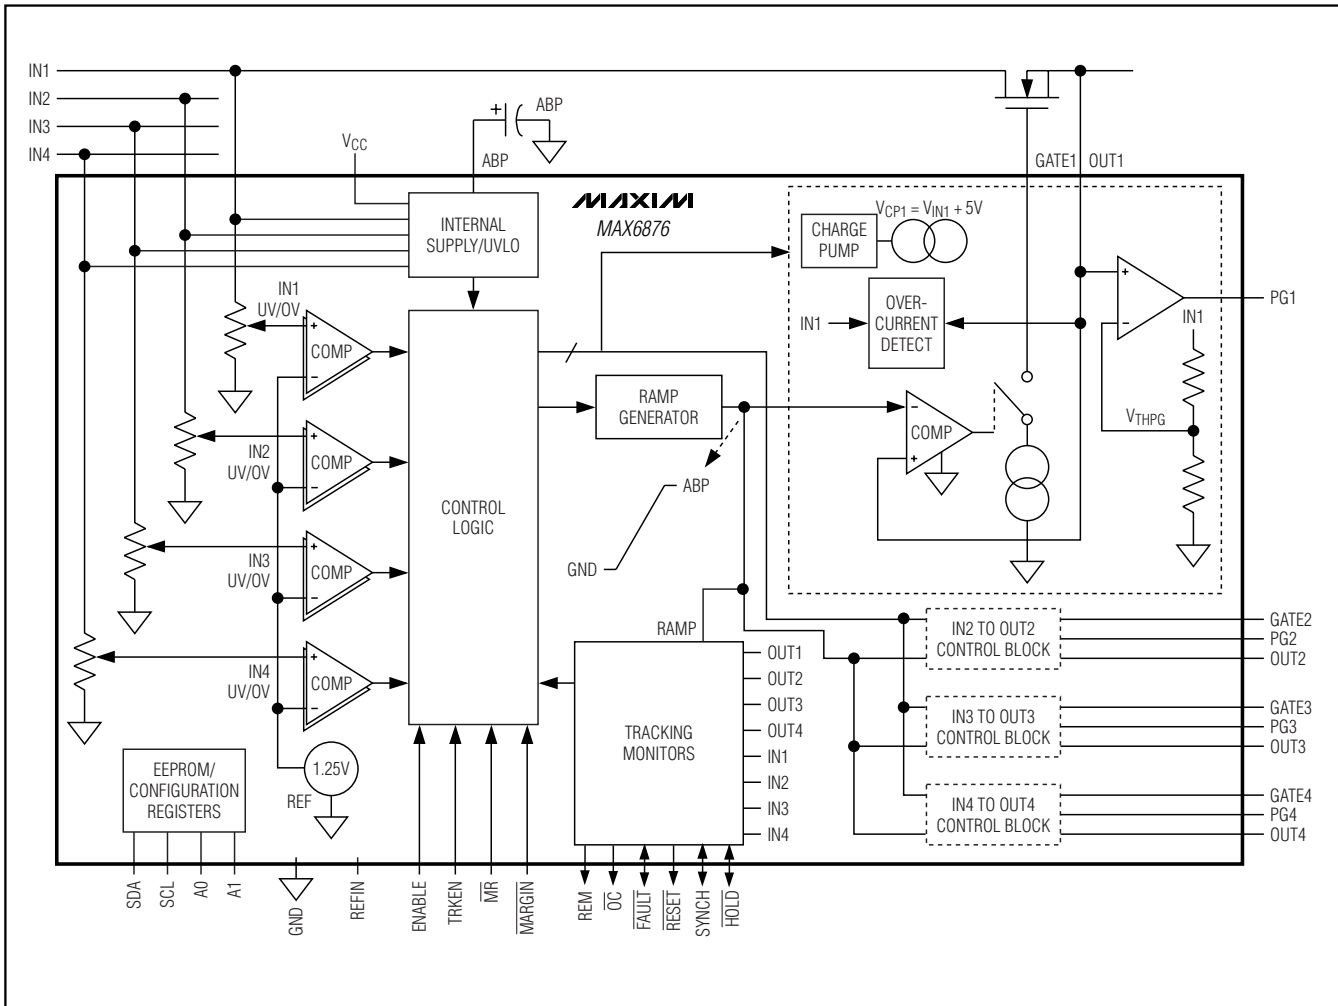 IN1
IN2
IN3
IN4
+
ABP
VCC
ABP
GATE1
OUT1
MAXIM
MAX6876
INTERNAL
SUPPLY/UVLO
CHARGE
PUMP
VCP1 = VIN1 + 5V
OVER-
CURRENT
DETECT
IN1
+
−
PG1
IN1
VTHPG
IN1
UV/OV
+
−
COMP
IN2
UV/OV
+
−
COMP
IN3
UV/OV
+
−
COMP
IN4
UV/OV
+
−
COMP
CONTROL
LOGIC
RAMP
GENERATOR
−
+
COMP
ABP
GND
RAMP
TRACKING
MONITORS
OUT1
OUT2
OUT3
OUT4
IN1
IN2
IN3
IN4
IN2 TO OUT2
CONTROL BLOCK
GATE2
PG2
OUT2
IN3 TO OUT3
CONTROL BLOCK
GATE3
PG3
OUT3
IN4 TO OUT4
CONTROL BLOCK
GATE4
PG4
OUT4
EEPROM/
CONFIGURATION
REGISTERS
1.25V
REF
SDA
SCL
A0
A1
GND
REFIN
ENABLE
TRKEN
MR
MARGIN
REM
OC
FAULT
RESET
SYNCH
HOLD